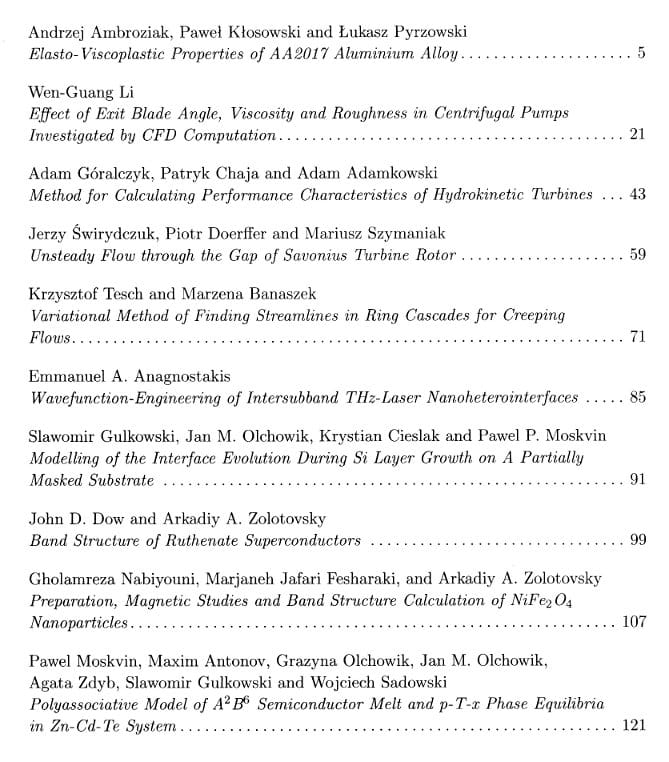 Andrzej Ambroziak, Paweł Kłosowski and Łukasz Pyrzowski
Elasto-Viscoplastic Properties of AA2017 Aluminium Alloy..................... 5
Wen-Guang Li
Effect of Exit Blade Angle, Viscosity and Roughness in Centrifugal Pumps
Investigated by CFD Computation.......................................... 21
Adam Góralczyk, Patryk Chaja and Adam Adamkowski
Method for Calculating Performance Characteristics of Hydrokinetic Turbines ... 43
Jerzy Świrydczuk, Piotr Doerffer and Mariusz Szymaniak
Unsteady Flow through the Gap of Savonius Turbine Rotor .................... 59
Krzysztof Tesch and Marzena Banaszek
Variational Method of Finding Streamlines in Ring Cascades for Creeping
Flows................................................................... 71
Emmanuel A. Anagnostakis
Wavefunction-Engineering of Intersubband THz-Laser Nanoheterointerfaces ..... 85
Slawomir Gulkowski, Jan M. Olchowik, Krystian Cieslak and Pawel P. Moskvin
Modelling of the Interface Evolution During Si Layer Growth on A Partially
Masked Substrate ........................................................ 91
John D. Dow and Arkadiy A. Zolotovsky
Band Structure of Ruthenate Superconductors ............................... 99
Gholamreza Nabiyouni, Marjaneh Jafari Fesharaki, and Arkadiy A. Zolotovsky
Preparation, Magnetic Studies and Band Structure Calculation of NiFe₂O₄
Nanoparticles........................................................... 107
Pawel Moskvin, Maxim Antonov, Grazyna Olchowik, Jan M. Olchowik,
Agata Zdyb, Slawomir Gulkowski and Wojciech Sadowski
Polyassociative Model of A²B⁶ Semiconductor Melt and p-T-x Phase Equilibria
in Zn-Cd-Te System..................................................... 121